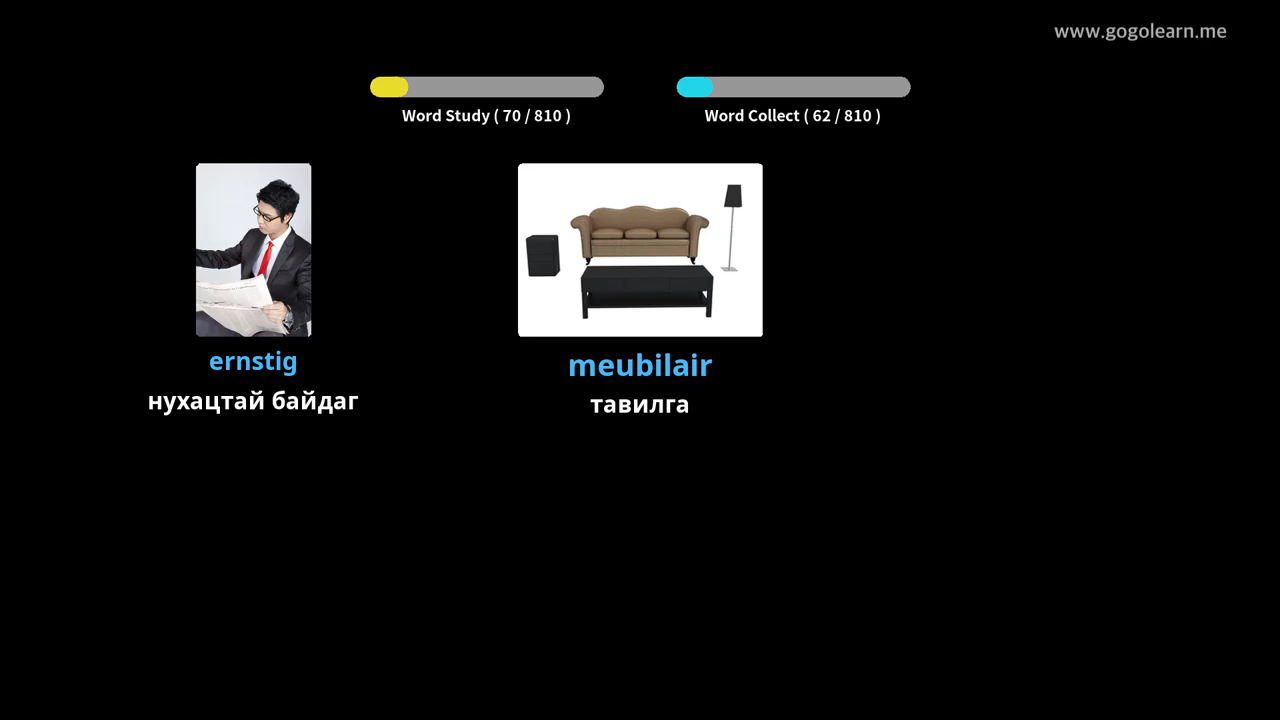 www.gogolearn.me
Word Study ( 70 / 810 )
Word Collect ( 62 / 810 )
ernstig
нухацтай байдаг
meubilair
тавилга